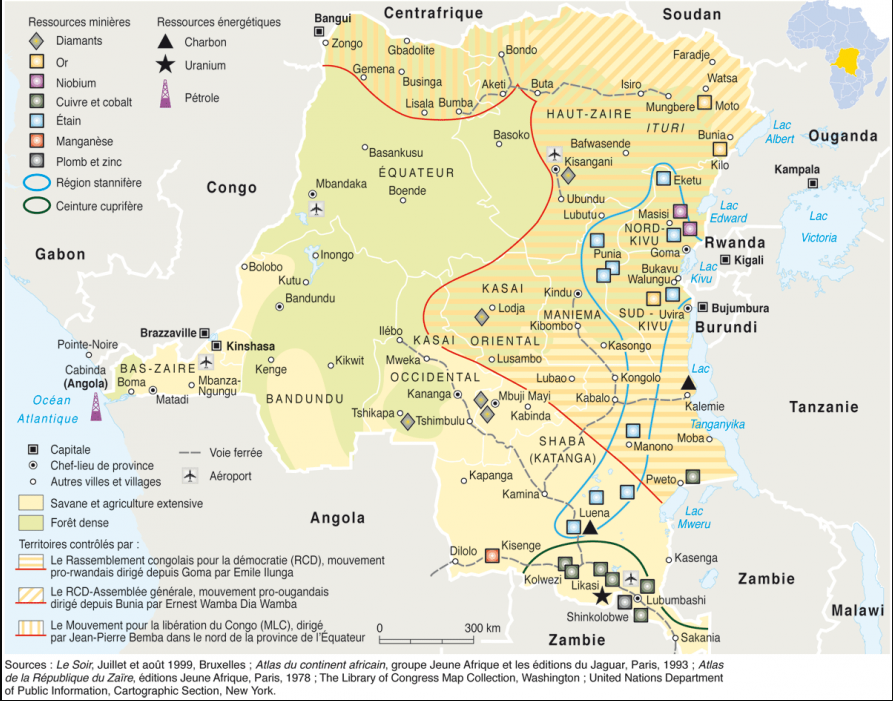 Ressources minières
Diamants
Or
Niobium
Cuivre et cobalt
Étain
Manganèse
Plomb et zinc
Région stannifère
Ceinture cuprifère
Ressources énergétiques
Charbon
Uranium
Pétrole
Centrafrique
Soudan
Bangui
Zongo
Gbadolite
Bondo
Faradje
Gemena
Businga
Aketi
Buta
Isiro
Watsa
Lisala
Bumba
Mungbere
Moto
HAUT-ZAIRE
ITURI
Basoko
Bafwasende
Bunia
Kilo
Lac
Albert
Ouganda
Basankusu
Kisangani
Congo
ÉQUATEUR
Mbandaka
Boende
Ubundu
Eketu
Kampala
Lubutu
Masisi
Lac
Edward
Lac
Victoria
NORD-
KIVU
Gabon
Inongo
Punia
Goma
Rwanda
Bolobo
Kutu
Bukavu
Walungu
Lac
Kivu
Kigali
Bandundu
KASAI
Kindu
Lodja
MANIEMA
SUD -
KIVU
Uvira
Bujumbura
Burundi
Brazzaville
Kinshasa
Ilébo
KASAI
ORIENTAL
Kibombo
Kasongo
Pointe-Noire
Cabinda
(Angola)
BAS-ZAIRE
Boma
Matadi
Mbanza-
Ngungu
Kenge
Kikwit
Mweka
Lusambo
OCCIDENTAL
Lubao
Kongolo
Lac
Tanganyika
Océan
Atlantique
BANDUNDU
Kananga
Mbuji Mayi
Kabinda
Kabalo
Kalemie
Tanzanie
Tshikapa
Tshimbulu
SHABA
(KATANGA)
Manono
Moba
Capitale
Chef-lieu de province
Autres villes et villages
Voie ferrée
Aéroport
Kapanga
Kamina
Pweto
Savane et agriculture extensive
Forêt dense
Angola
Luena
Lac
Mweru
Territoires contrôlés par :
Le Rassemblement congolais pour la démocratie (RCD), mouvement
pro-rwandais dirigé depuis Goma par Emile Ilunga
Le RCD-Assemblée générale, mouvement pro-ougandais
dirigé depuis Bunia par Ernest Wamba Dia Wamba
Le Mouvement pour la libération du Congo (MLC), dirigé
par Jean-Pierre Bemba dans le nord de la province de l'Équateur
Dilolo
Kisenge
Kasenga
Kolwezi
Likasi
Zambie
Lubumbashi
Shinkolobwe
Malawi
0
300 km
Zambie
Sakania
Sources : Le Soir, Juillet et août 1999, Bruxelles ; Atlas du continent africain, groupe Jeune Afrique et les éditions du Jaguar, Paris, 1993 ; Atlas
de la République du Zaïre, éditions Jeune Afrique, Paris, 1978 ; The Library of Congress Map Collection, Washington ; United Nations Department
of Public Information, Cartographic Section, New York.